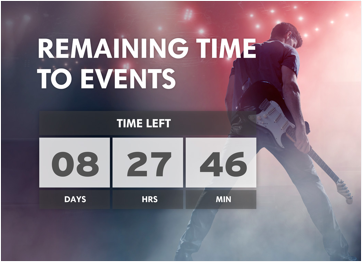 REMAINING TIME
TO EVENTS
TIME LEFT
08 27 46
DAYS HRS MIN